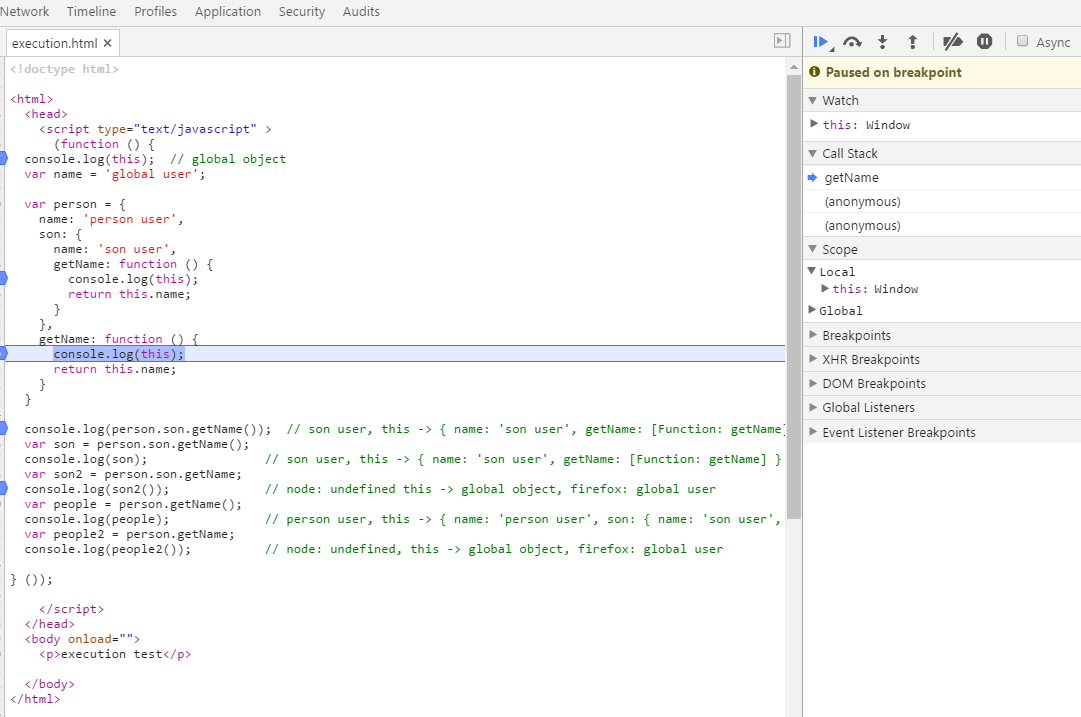 Network Timeline Profiles Application Security Audits
execution.html ×
Async
<!doctype html>
<html>
<head>
<script type="text/javascript" >
(function () {
console.log(this);  // global object
var name = 'global user';
var person = {
name: 'person user',
son: {
name: 'son user',
getName: function () {
console.log(this);
return this.name;
}
},
getName: function () {
console.log(this);
return this.name;
}
}
console.log(person.son.getName());  // son user, this -> { name: 'son user', getName: [Function: getName]
var son = person.son.getName();
console.log(son);                // son user, this -> { name: 'son user', getName: [Function: getName] }
var son2 = person.son.getName;
console.log(son2());             // node: undefined this -> global object, firefox: global user
var people = person.getName();
console.log(people);             // person user, this -> { name: 'person user', son: { name: 'son user',
var people2 = person.getName;
console.log(people2());          // node: undefined, this -> global object, firefox: global user
} ());
</script>
</head>
<body onload="">
<p>execution test</p>
</body>
</html>
Paused on breakpoint
Watch
this: Window
Call Stack
getName
(anonymous)
(anonymous)
Scope
Local
this: Window
Global
Breakpoints
XHR Breakpoints
DOM Breakpoints
Global Listeners
Event Listener Breakpoints